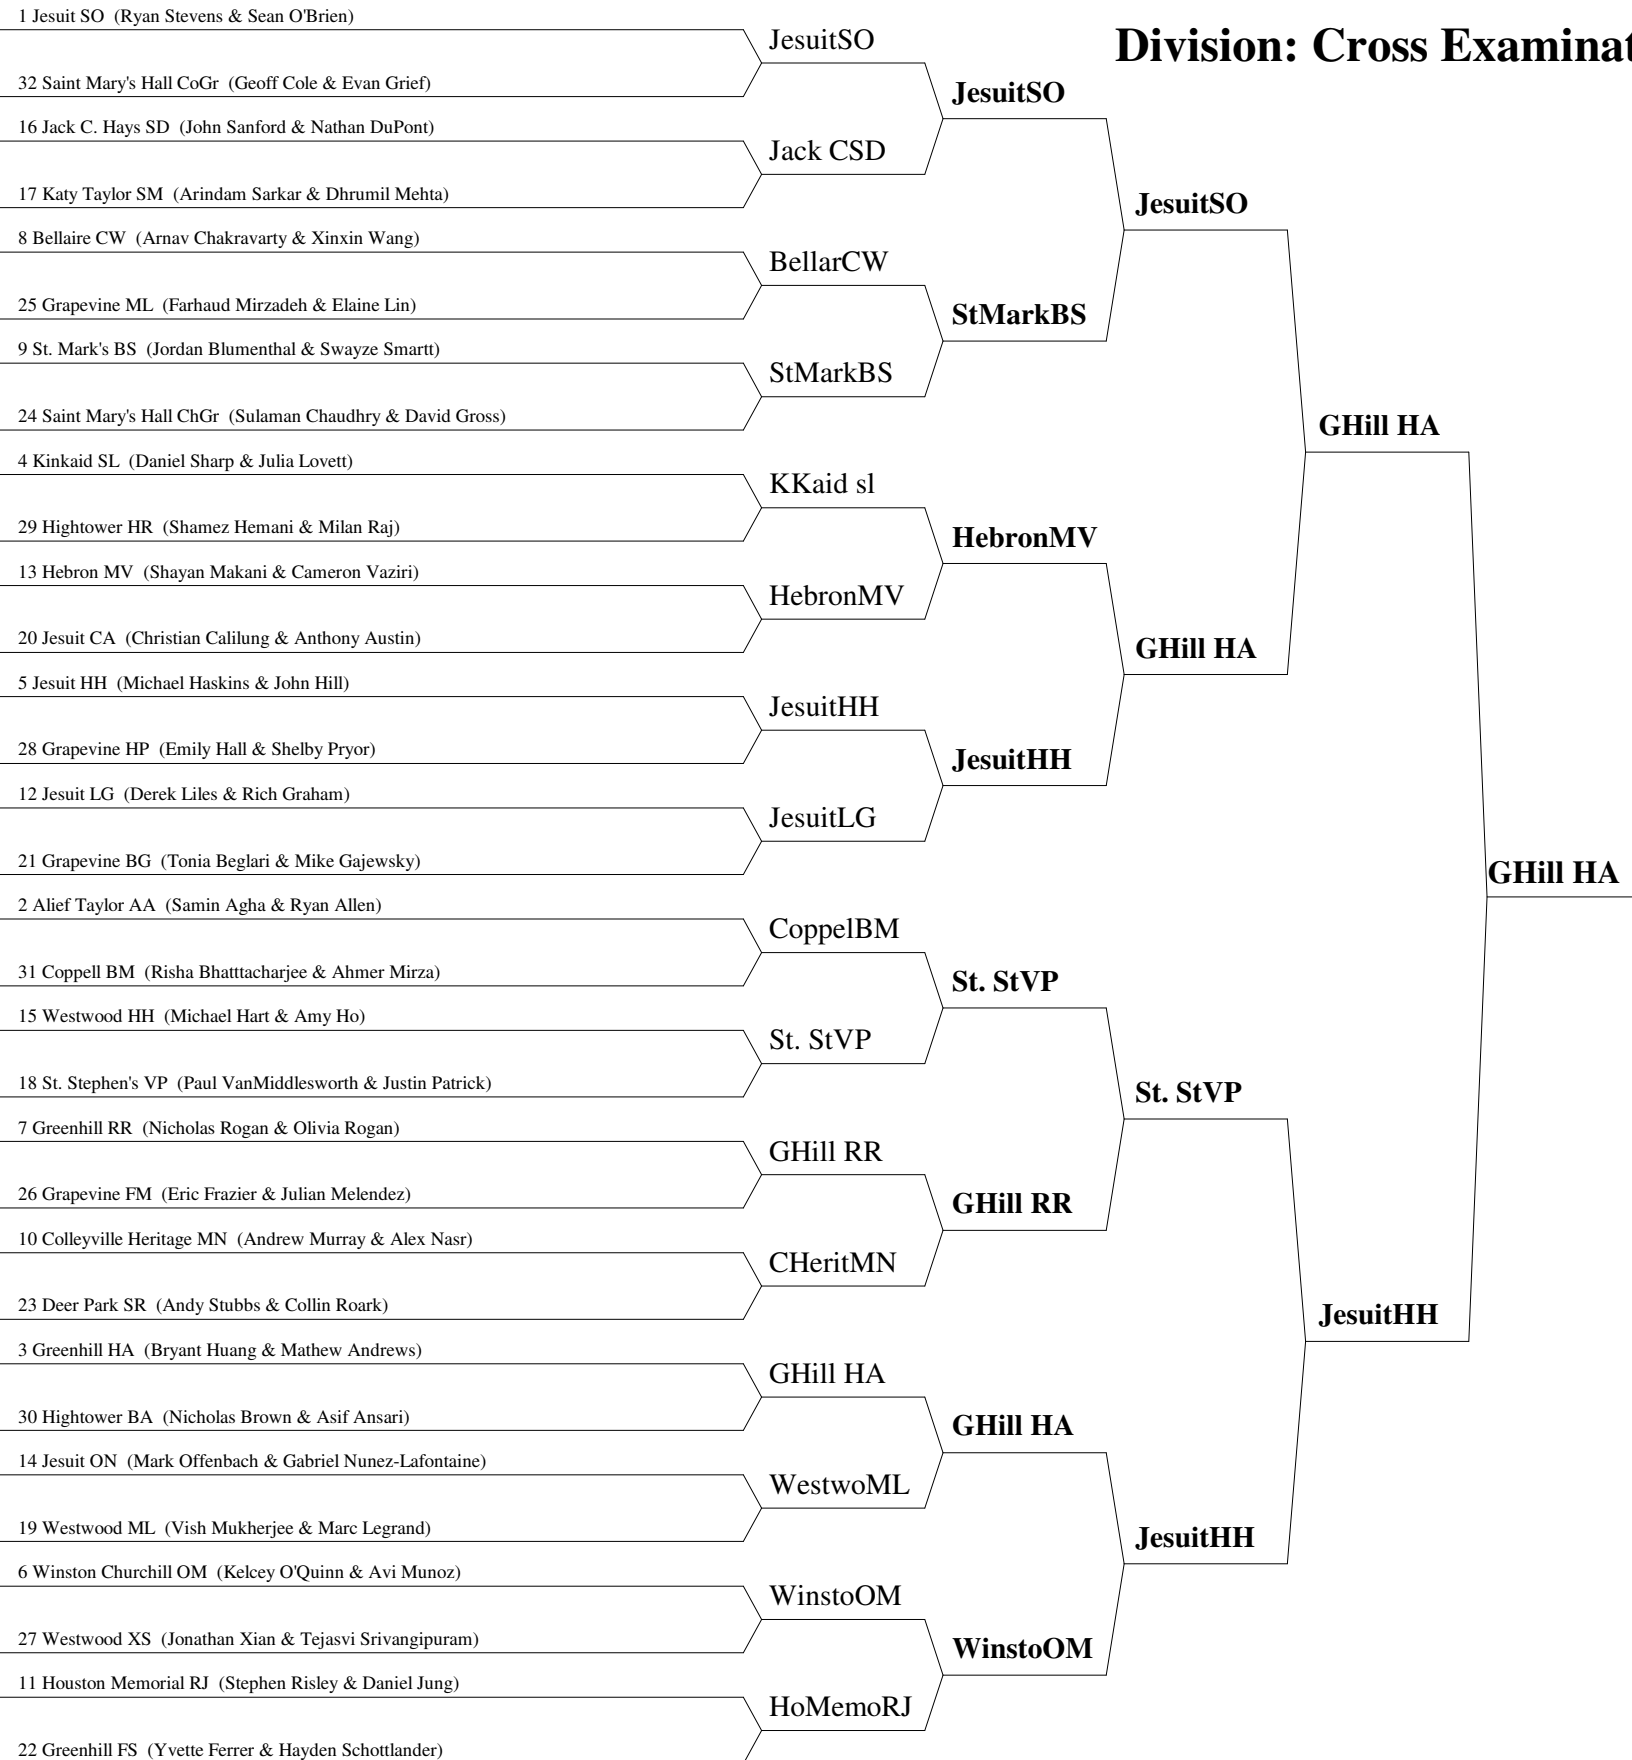 1 Jesuit SO (Ryan Stevens & Sean O'Brien)
JesuitSO
Division: Cross Examinat
32 Saint Mary's Hall CoGr (Geoff Cole & Evan Grief)
JesuitSO
16 Jack C. Hays SD (John Sanford & Nathan DuPont)
Jack CSD
17 Katy Taylor SM (Arindam Sarkar & Dhrumil Mehta)
JesuitSO
8 Bellaire CW (Arnav Chakravarty & Xinxin Wang)
BellarCW
25 Grapevine ML (Farhaud Mirzadeh & Elaine Lin)
StMarkBS
9 St. Mark's BS (Jordan Blumenthal & Swayze Smartt)
StMarkBS
24 Saint Mary's Hall ChGr (Sulaman Chaudhry & David Gross)
GHill HA
4 Kinkaid SL (Daniel Sharp & Julia Lovett)
KKaid sl
29 Hightower HR (Shamez Hemani & Milan Raj)
HebronMV
13 Hebron MV (Shayan Makani & Cameron Vaziri)
HebronMV
20 Jesuit CA (Christian Calilung & Anthony Austin)
GHill HA
5 Jesuit HH (Michael Haskins & John Hill)
JesuitHH
28 Grapevine HP (Emily Hall & Shelby Pryor)
JesuitHH
12 Jesuit LG (Derek Liles & Rich Graham)
JesuitLG
21 Grapevine BG (Tonia Beglari & Mike Gajewsky)
GHill HA
2 Alief Taylor AA (Samin Agha & Ryan Allen)
CoppelBM
31 Coppell BM (Risha Bhatttacharjee & Ahmer Mirza)
St. StVP
15 Westwood HH (Michael Hart & Amy Ho)
St. StVP
18 St. Stephen's VP (Paul VanMiddlesworth & Justin Patrick)
St. StVP
7 Greenhill RR (Nicholas Rogan & Olivia Rogan)
GHill RR
26 Grapevine FM (Eric Frazier & Julian Melendez)
GHill RR
10 Colleyville Heritage MN (Andrew Murray & Alex Nasr)
CHeritMN
23 Deer Park SR (Andy Stubbs & Collin Roark)
JesuitHH
3 Greenhill HA (Bryant Huang & Mathew Andrews)
GHill HA
30 Hightower BA (Nicholas Brown & Asif Ansari)
GHill HA
14 Jesuit ON (Mark Offenbach & Gabriel Nunez-Lafontaine)
WestwoML
19 Westwood ML (Vish Mukherjee & Marc Legrand)
JesuitHH
6 Winston Churchill OM (Kelcey O'Quinn & Avi Munoz)
WinstoOM
27 Westwood XS (Jonathan Xian & Tejasvi Srivangipuram)
WinstoOM
11 Houston Memorial RJ (Stephen Risley & Daniel Jung)
HoMemoRJ
22 Greenhill FS (Yvette Ferrer & Hayden Schottlander)